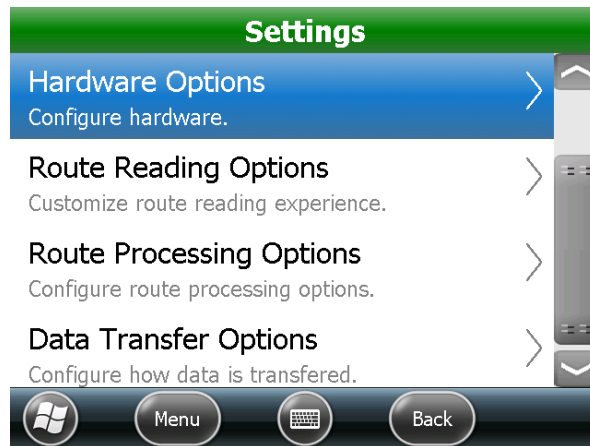 Settings
Hardware Options
Configure hardware.
Route Reading Options
Customize route reading experience.
Route Processing Options
Configure route processing options.
Data Transfer Options
Configure how data is transfered.
Menu
Back